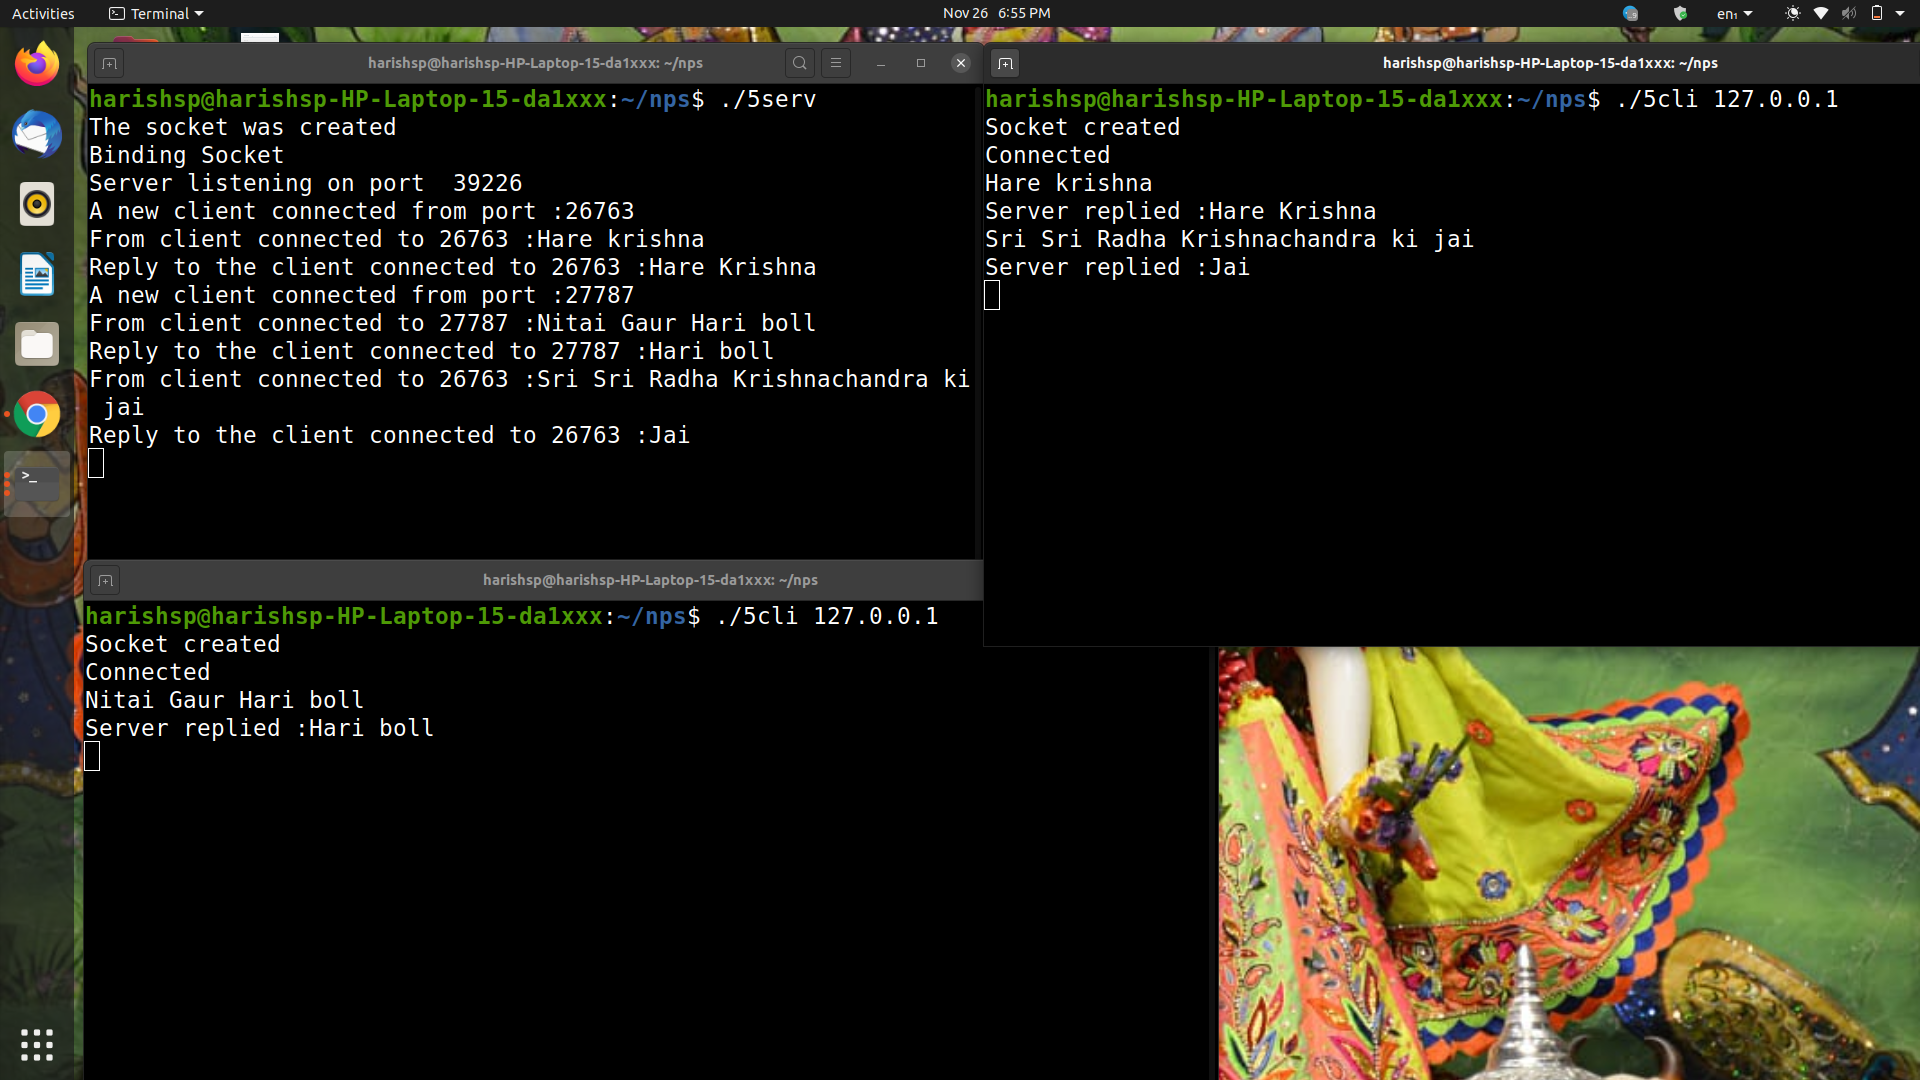 Activities
Terminal
Nov 26 6:55 PM
en₁
harishsp@harishsp-HP-Laptop-15-da1xxx: ~/nps
harishsp@harishsp-HP-Laptop-15-da1xxx:~/nps$ ./5serv
The socket was created
Binding Socket
Server listening on port  39226
A new client connected from port :26763
From client connected to 26763 :Hare krishna
Reply to the client connected to 26763 :Hare Krishna
A new client connected from port :27787
From client connected to 27787 :Nitai Gaur Hari boll
Reply to the client connected to 27787 :Hari boll
From client connected to 26763 :Sri Sri Radha Krishnachandra ki
 jai
Reply to the client connected to 26763 :Jai
harishsp@harishsp-HP-Laptop-15-da1xxx: ~/nps
harishsp@harishsp-HP-Laptop-15-da1xxx:~/nps$ ./5cli 127.0.0.1
Socket created
Connected
Hare krishna
Server replied :Hare Krishna
Sri Sri Radha Krishnachandra ki jai
Server replied :Jai
harishsp@harishsp-HP-Laptop-15-da1xxx: ~/nps
harishsp@harishsp-HP-Laptop-15-da1xxx:~/nps$ ./5cli 127.0.0.1
Socket created
Connected
Nitai Gaur Hari boll
Server replied :Hari boll